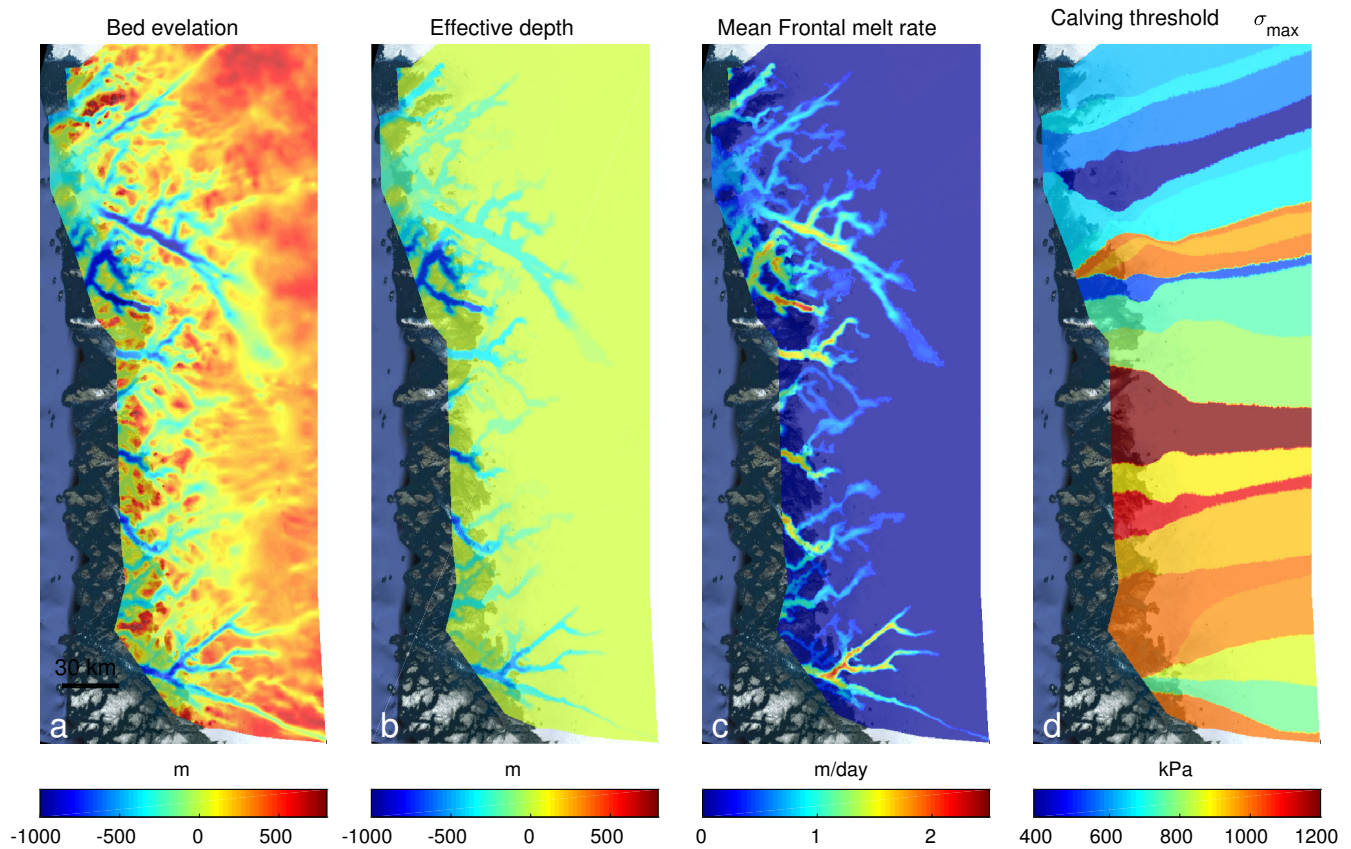 Bed evelation
Effective depth
Mean Frontal melt rate
Calving threshold σmax
30 km
a
b
c
d
m
m
m/day
kPa
-1000 -500 0 500
-1000 -500 0 500
0 1 2
400 600 800 1000 1200